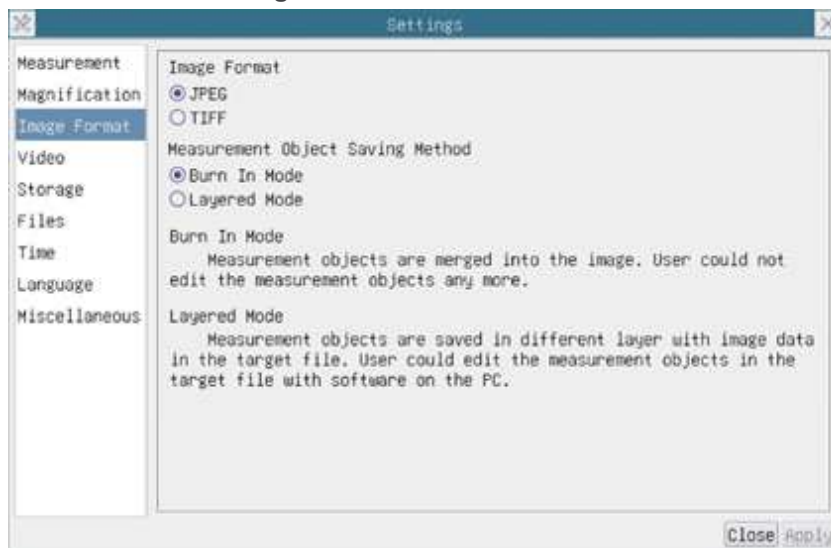 Settings
Measurement
Magnification
Image Format
Video
Storage
Files
Time
Language
Miscellaneous
Image Format
JPEG
TIFF
Measurement Object Saving Method
Burn In Mode
Layered Mode
Burn In Mode
Measurement objects are merged into the image. User could not
edit the measurement objects any more.
Layered Mode
Measurement objects are saved in different layer with image data
in the target file. User could edit the measurement objects in the
target file with software on the PC.
Close Apply